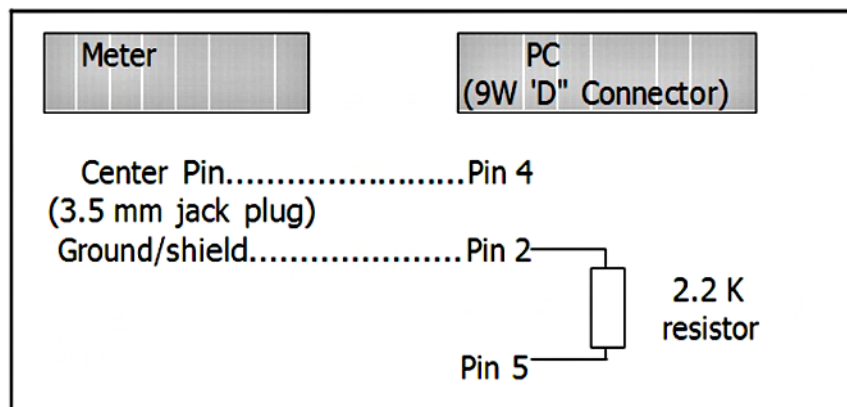 Meter
PC
(9W 'D" Connector)
Center Pin........................Pin 4
(3.5 mm jack plug)
Ground/shield.....................Pin 2
2.2 K
resistor
Pin 5